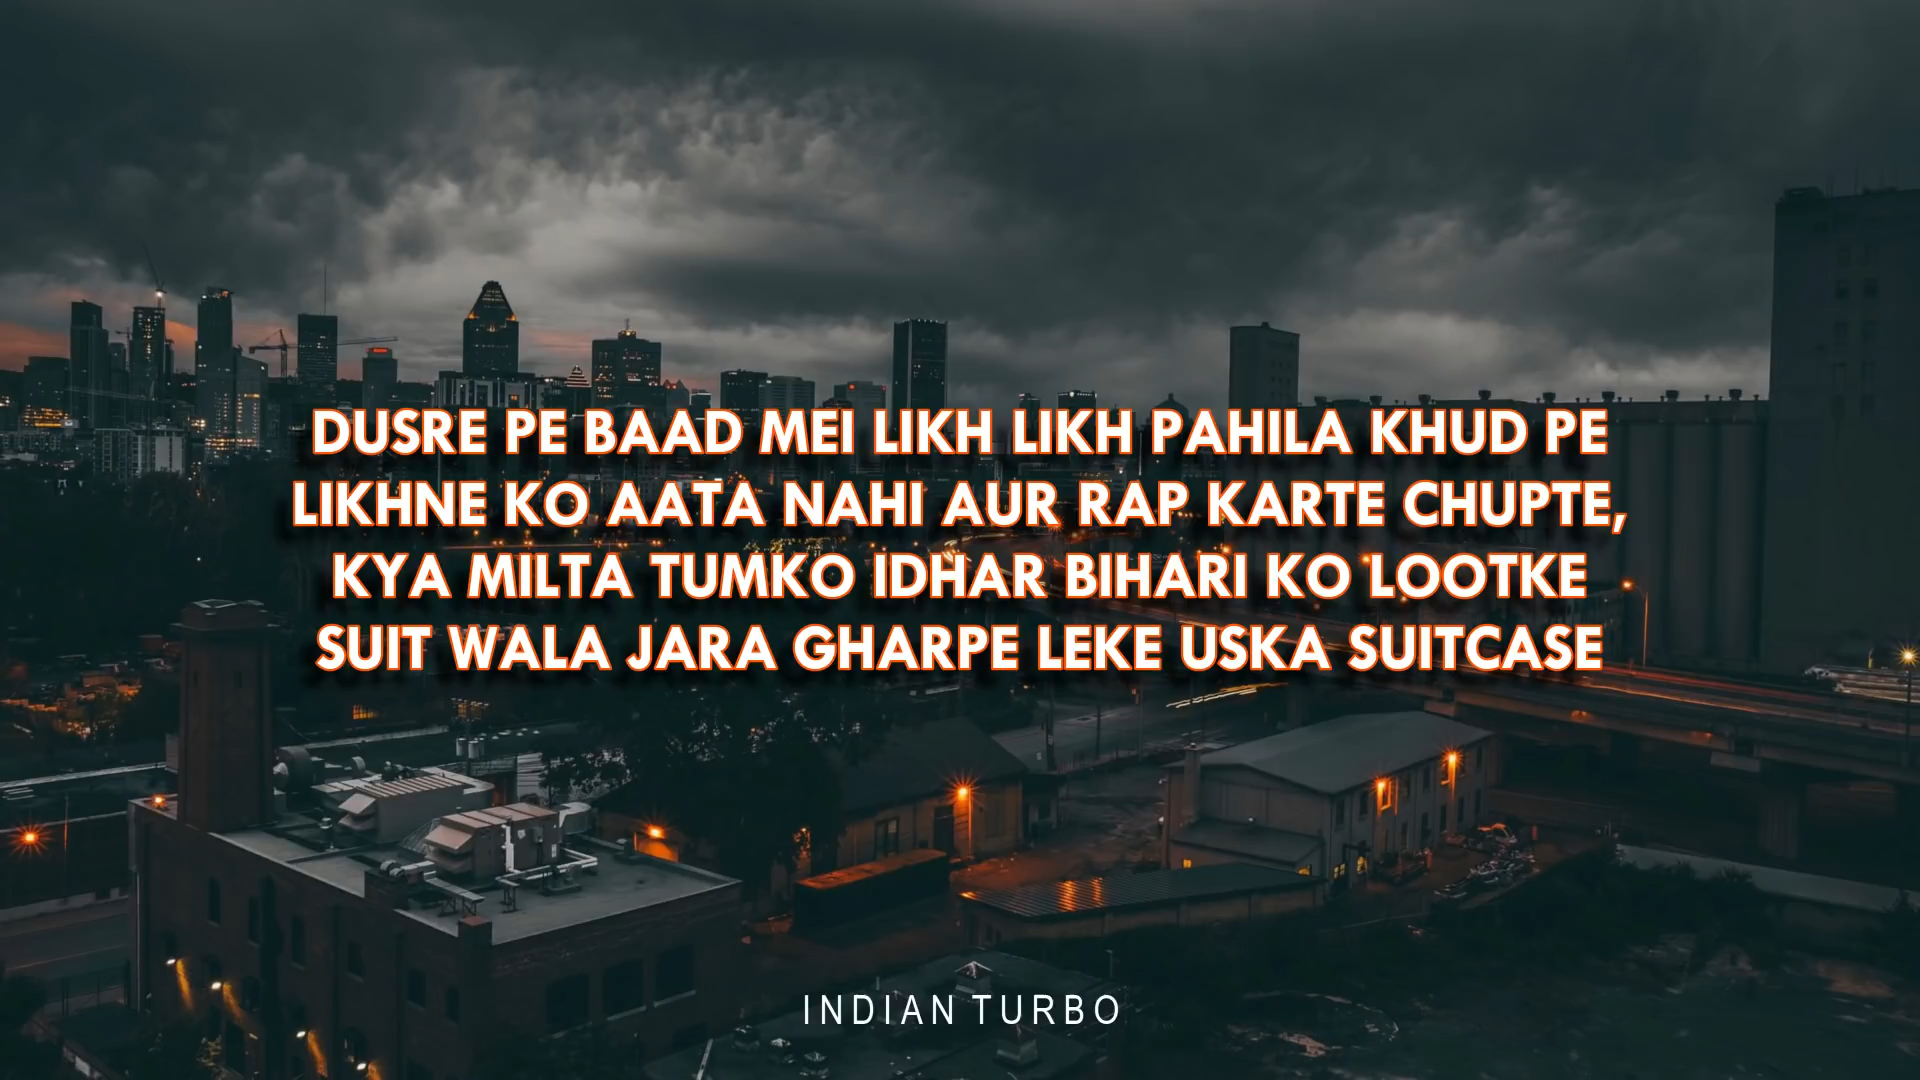 DUSRE PE BAAD MEI LIKH LIKH PAHILA KHUD PE
LIKHNE KO AATA NAHI AUR RAP KARTE CHUPTE,
KYA MILTA TUMKO IDHAR BIHARI KO LOOTKE
SUIT WALA JARA GHARPE LEKE USKA SUITCASE
INDIAN TURBO